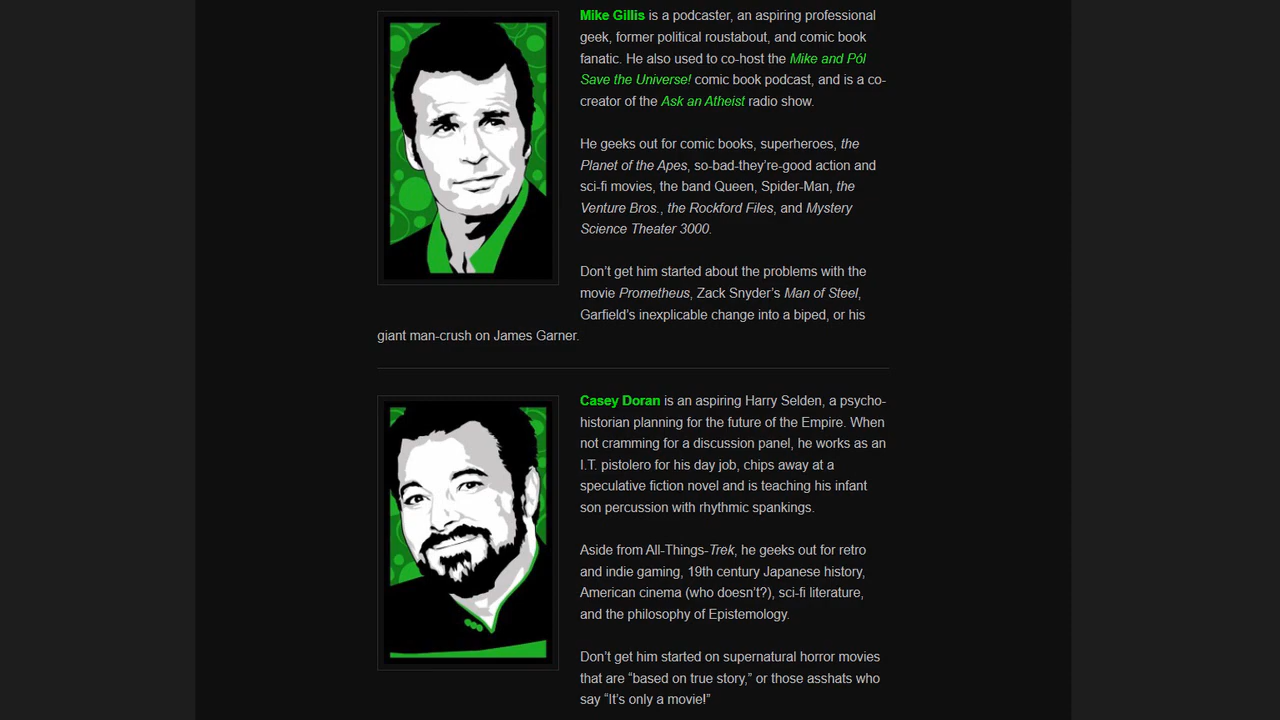 Mike Gillis is a podcaster, an aspiring professional
geek, former political roustabout, and comic book
fanatic. He also used to co-host the Mike and Pól
Save the Universe! comic book podcast, and is a co-
creator of the Ask an Atheist radio show.
He geeks out for comic books, superheroes, the
Planet of the Apes, so-bad-they’re-good action and
sci-fi movies, the band Queen, Spider-Man, the
Venture Bros., the Rockford Files, and Mystery
Science Theater 3000.
Don’t get him started about the problems with the
movie Prometheus, Zack Snyder’s Man of Steel,
Garfield’s inexplicable change into a biped, or his
giant man-crush on James Garner.
Casey Doran is an aspiring Harry Selden, a psycho-
historian planning for the future of the Empire. When
not cramming for a discussion panel, he works as an
I.T. pistolero for his day job, chips away at a
speculative fiction novel and is teaching his infant
son percussion with rhythmic spankings.
Aside from All-Things-Trek, he geeks out for retro
and indie gaming, 19th century Japanese history,
American cinema (who doesn’t?), sci-fi literature,
and the philosophy of Epistemology.
Don’t get him started on supernatural horror movies
that are “based on true story,” or those asshats who
say “It’s only a movie!”